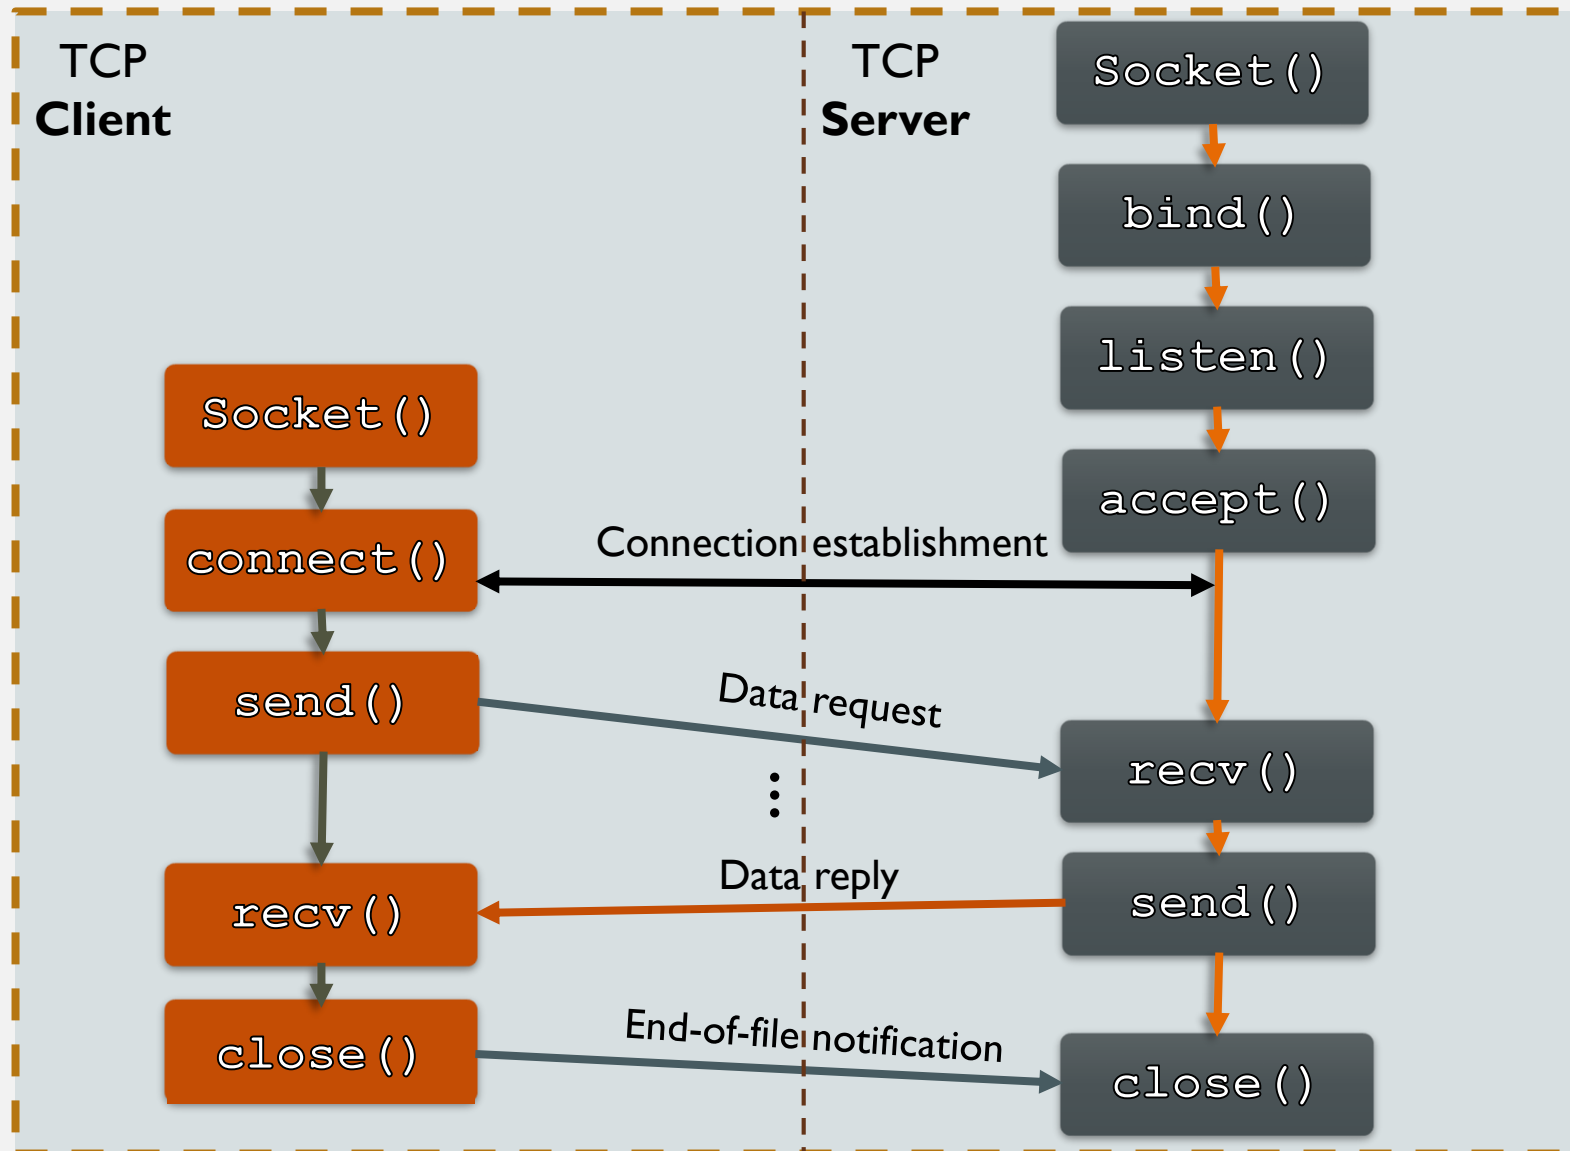 TCP
Client
TCP
Server
Socket()
bind()
listen()
accept()
Socket()
connect()
send()
recv()
close()
Connection establishment
Data request
⋮
Data reply
End-of-file notification
recv()
send()
close()